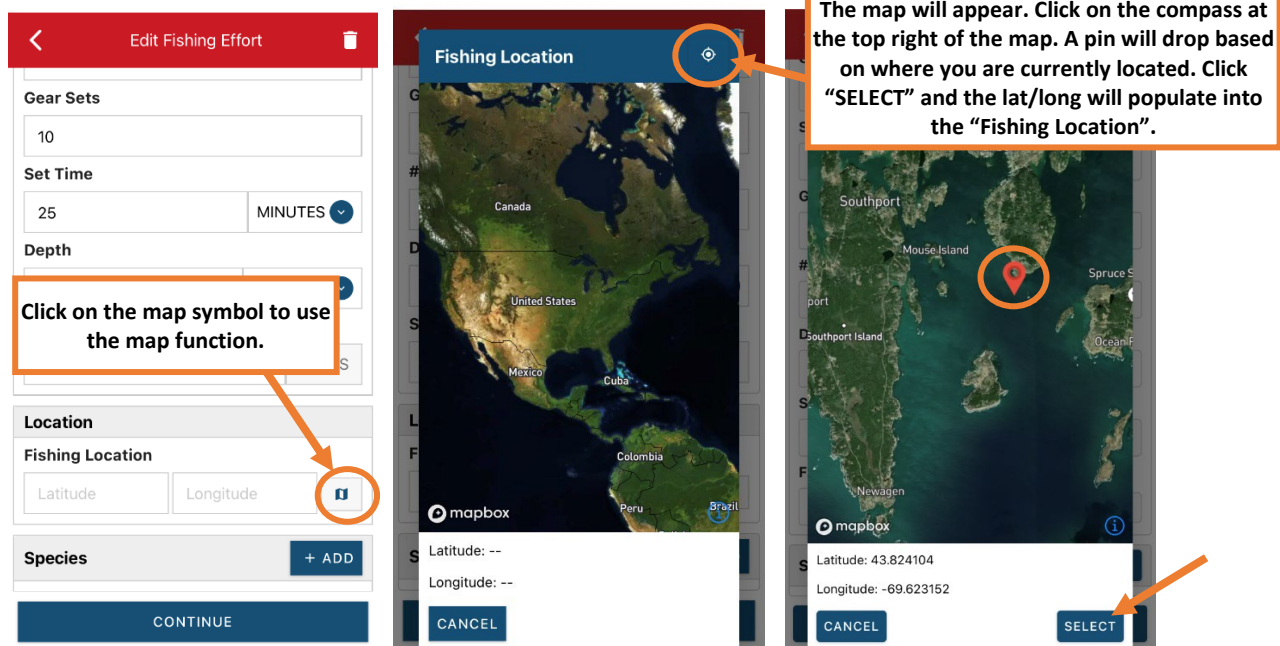 Edit Fishing Effort
Gear Sets
10
Set Time
25 MINUTES
Depth
Click on the map symbol to use
the map function.
S
Location
Fishing Location
Latitude Longitude
Species + ADD
CONTINUE
Fishing Location
G
#
D
S
L
F
S
Canada
United States
Mexico
Cuba
Colombia
Peru
Brazil
mapbox
Latitude: --
Longitude: --
CANCEL
The map will appear. Click on the compass at
the top right of the map. A pin will drop based
on where you are currently located. Click
“SELECT” and the lat/long will populate into
the “Fishing Location”.
S
G
#
D
S
F
S
Southport
Mouse Island
Spruce S
port
Southport Island
Ocean P
Newagen
mapbox
Latitude: 43.824104
Longitude: -69.623152
CANCEL SELECT